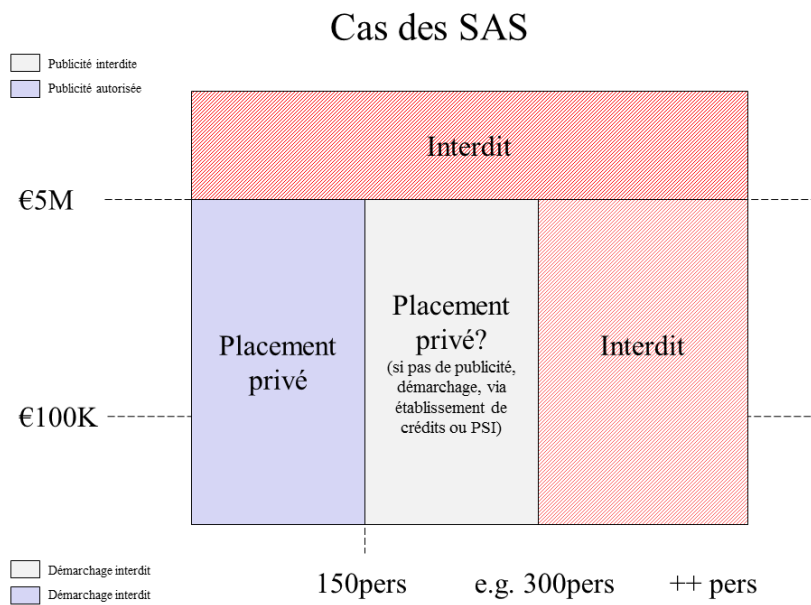 Cas des SAS
Publicité interdite
Publicité autorisée
Interdit
€5M
Placement
privé
Placement
privé?
(si pas de publicité,
démarchage, via
établissement de
crédits ou PSI)
Interdit
€100K
Démarchage interdit
Démarchage interdit
150pers
e.g. 300pers
++ pers